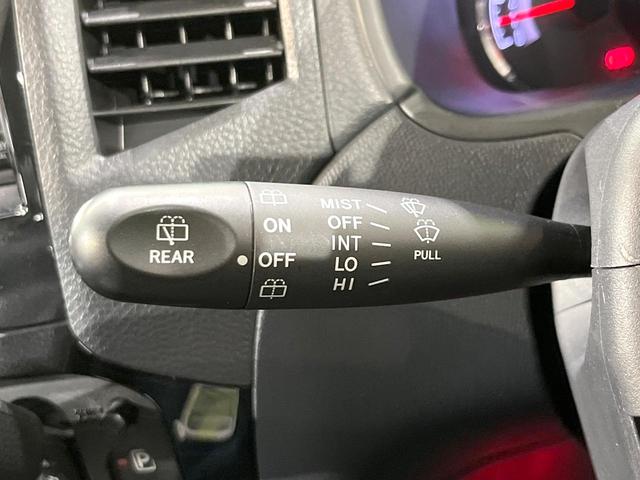 REAR
ON
OFF
MIST
OFF
INT
LO
HI
PULL
P